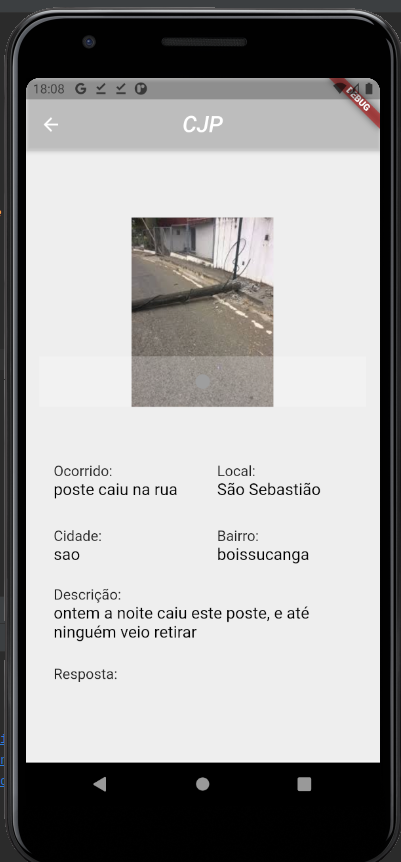 18:08
DEBUG
CJP
Ocorrido:
poste caiu na rua
Local:
São Sebastião
Cidade:
sao
Bairro:
boissucanga
Descrição:
ontem a noite caiu este poste, e até
ninguém veio retirar
Resposta: